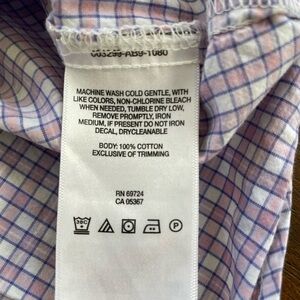 MACHINE WASH COLD GENTLE, WITH
LIKE COLORS, NON-CHLORINE BLEACH
WHEN NEEDED, TUMBLE DRY LOW,
REMOVE PROMPTLY, IRON
MEDIUM, IF PRESENT DO NOT IRON
DECAL, DRYCLEANABLE
BODY: 100% COTTON
EXCLUSIVE OF TRIMMING
RN 69724
CA 05367
30C P